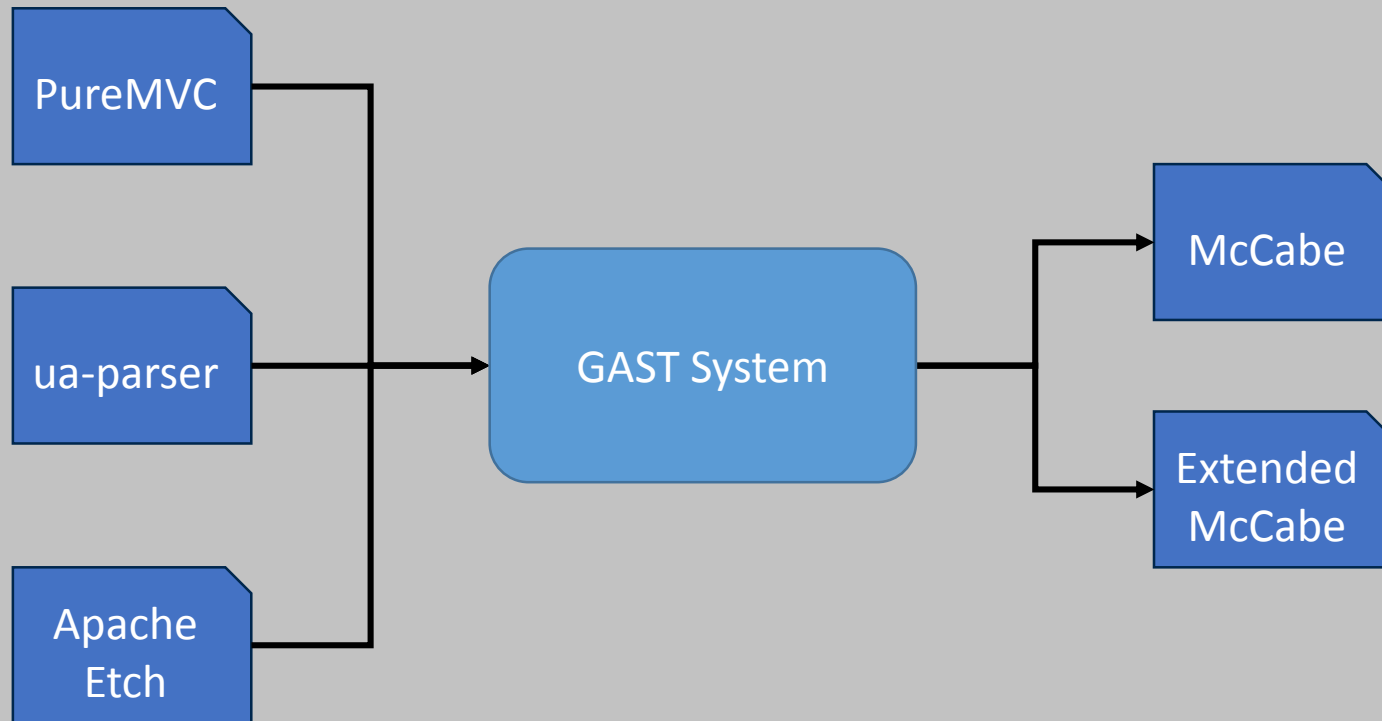 PureMVC
ua-parser
Apache
Etch
GAST System
McCabe
Extended
McCabe